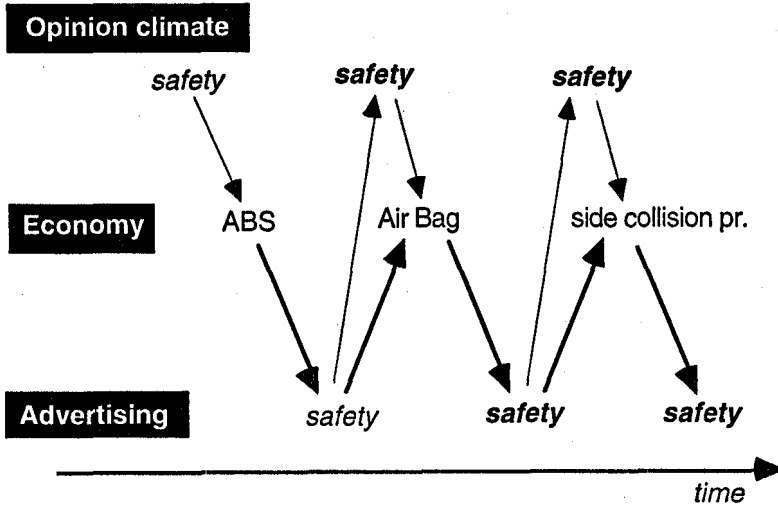 Opinion climate
safety safety safety
Economy ABS Air Bag side collision pr.
Advertising safety safety safety
time